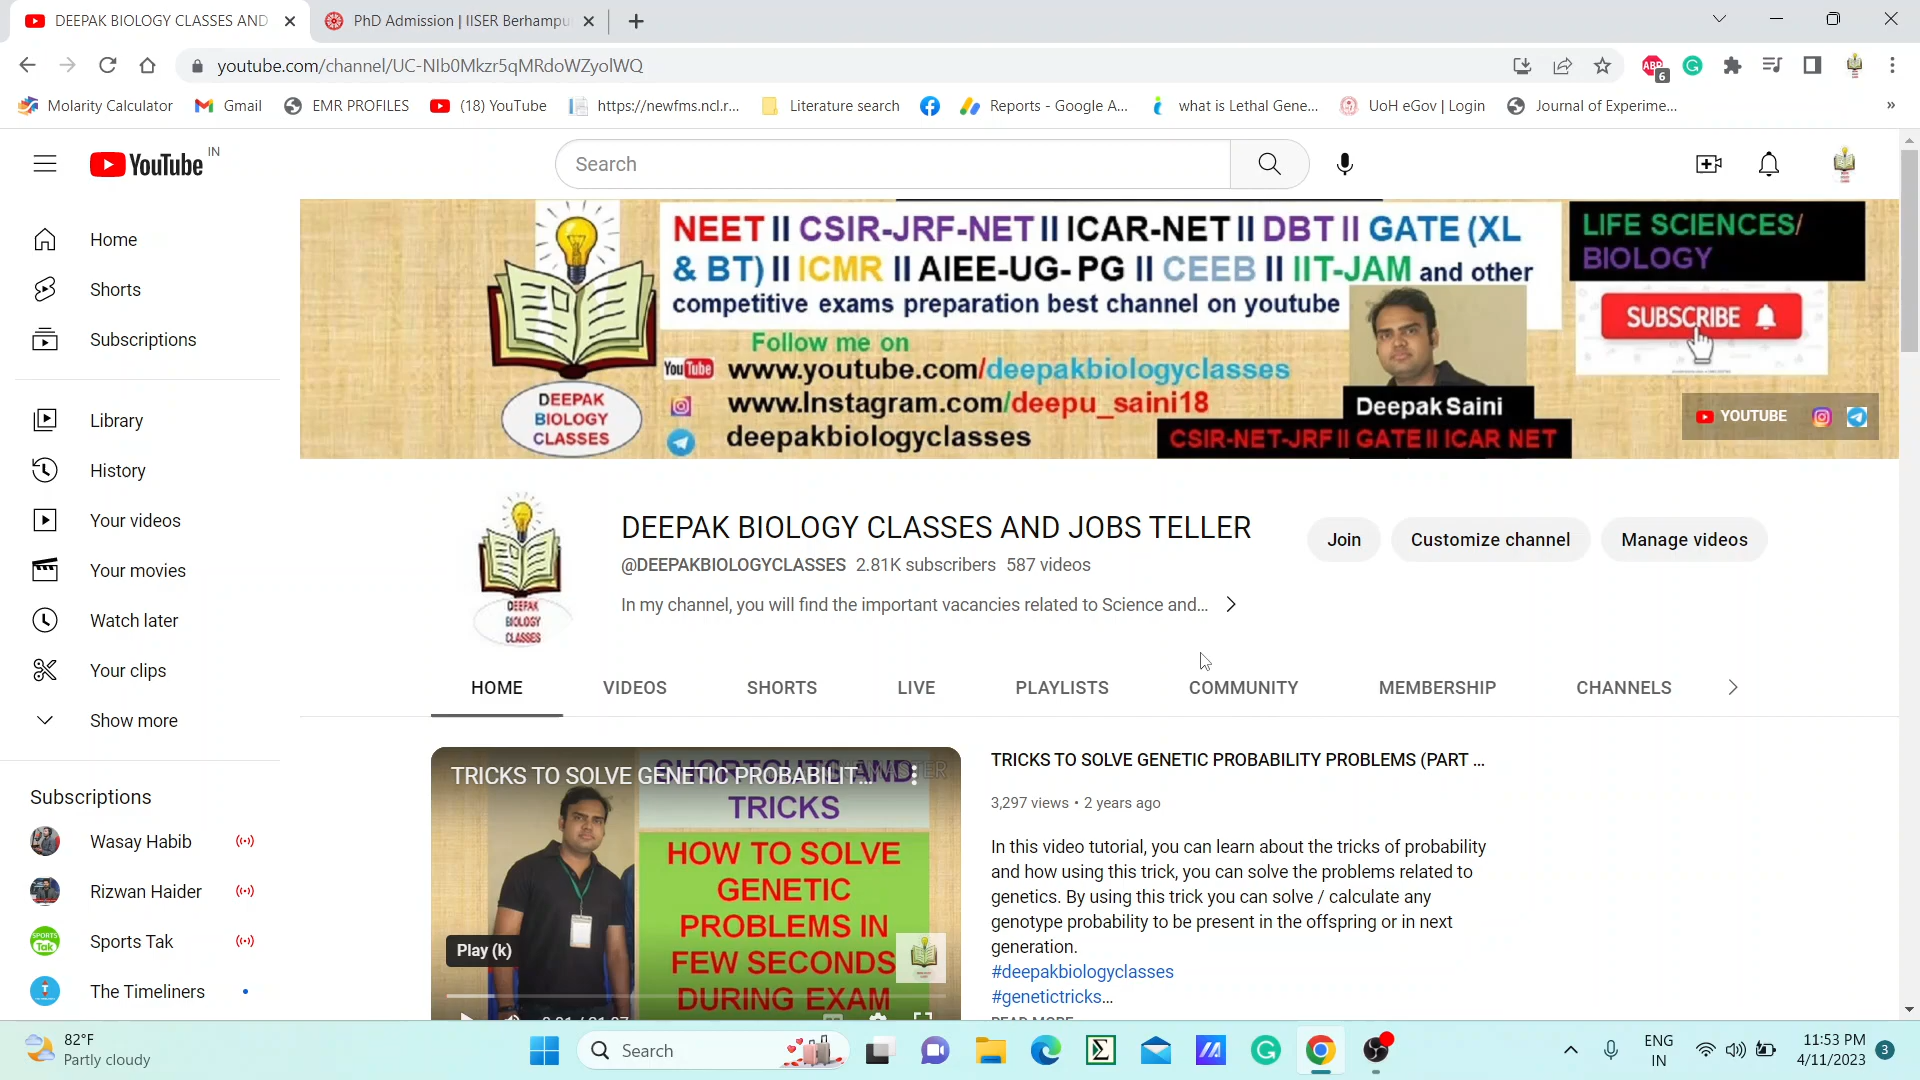 DEEPAK BIOLOGY CLASSES AND
PhD Admission | IISER Berhampu
youtube.com/channel/UC-NIb0Mkzr5qMRdoWZyolWQ
ABP
6
Molarity Calculator
Gmail
EMR PROFILES
(18) YouTube
https://newfms.ncl.r...
Literature search
Reports - Google A...
what is Lethal Gene...
UoH eGov | Login
Journal of Experime...
YouTube IN
Search
Home
Shorts
Subscriptions
Library
History
Your videos
Your movies
Watch later
Your clips
Show more
Subscriptions
Wasay Habib
Rizwan Haider
Sports Tak
The Timeliners
NEET II CSIR-JRF-NET II ICAR-NET II DBT II GATE (XL
& BT) II ICMR II AIEE-UG-PG II CEEB II IIT-JAM and other
competitive exams preparation best channel on youtube
Follow me on
YouTube www.youtube.com/deepakbiologyclasses
www.Instagram.com/deepu_saini18
deepakbiologyclasses
DEEPAK
BIOLOGY
CLASSES
Deepak Saini
CSIR-NET-JRF II GATE II ICAR NET
LIFE SCIENCES/
BIOLOGY
SUBSCRIBE
YOUTUBE
DEEPAK
BIOLOGY
CLASSES
DEEPAK BIOLOGY CLASSES AND JOBS TELLER
@DEEPAKBIOLOGYCLASSES 2.81K subscribers 587 videos
In my channel, you will find the important vacancies related to Science and...
Join
Customize channel
Manage videos
HOME
VIDEOS
SHORTS
LIVE
PLAYLISTS
COMMUNITY
MEMBERSHIP
CHANNELS
TRICKS TO SOLVE GENETIC PROBABILIT...
SHORTCUTS AND
TRICKS
HOW TO SOLVE
GENETIC
PROBLEMS IN
FEW SECONDS
DURING EXAM
Play (k)
TRICKS TO SOLVE GENETIC PROBABILITY PROBLEMS (PART ...
3,297 views • 2 years ago
In this video tutorial, you can learn about the tricks of probability
and how using this trick, you can solve the problems related to
genetics. By using this trick you can solve / calculate any
genotype probability to be present in the offspring or in next
generation.
#deepakbiologyclasses
#genetictricks...
READ MORE
82°F
Partly cloudy
Search
ENG
IN
11:53 PM
4/11/2023
3